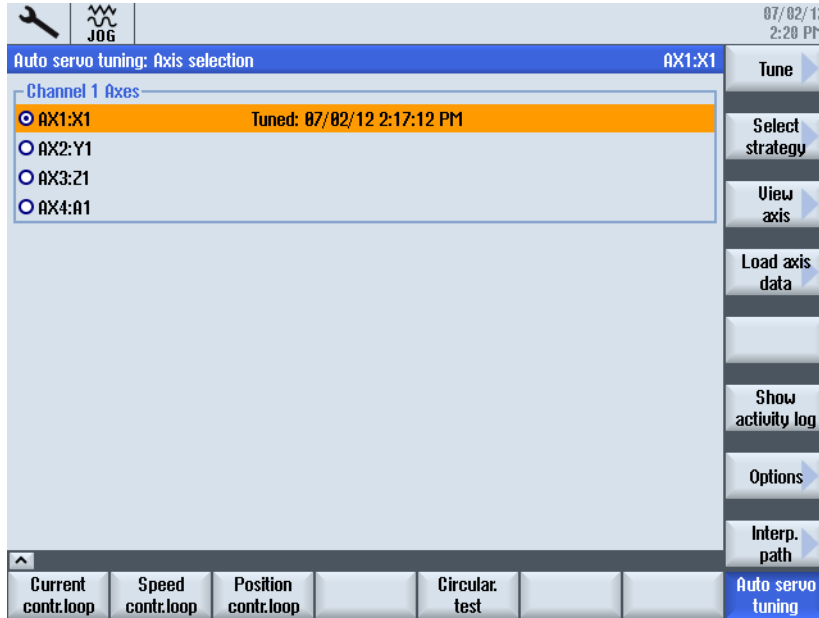 07/02/1
JOG
2:20 P
Auto servo tuning: Axis selection AX1:X1
Channel 1 Axes
AX1:X1 Tuned: 07/02/12 2:17:12 PM
AX2:Y1
AX3:Z1
AX4:A1
Tune
Select
strategy
View
axis
Load axis
data
Show
activity log
Options
Interp.
path
Current
contr.loop
Speed
contr.loop
Position
contr.loop
Circular.
test
Auto servo
tuning